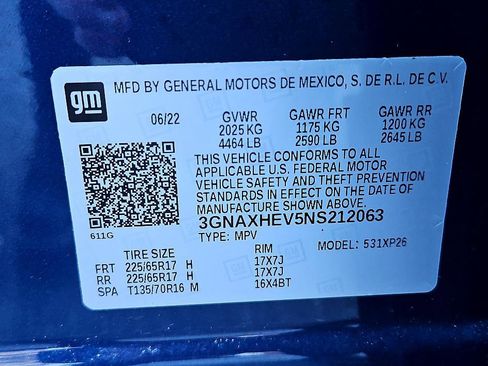 gm MFD BY GENERAL MOTORS DE MEXICO, S. DE R.L. DE C.V.
06/22 GVWR GAWR FRT GAWR RR
2025 KG 1175 KG 1200 KG
4464 LB 2590 LB 2645 LB
THIS VEHICLE CONFORMS TO ALL
APPLICABLE U.S. FEDERAL MOTOR
VEHICLE SAFETY AND THEFT PREVENTION
STANDARDS IN EFFECT ON THE DATE OF
MANUFACTURE SHOWN ABOVE.
3GNAXHEV5NS212063
611G TYPE: MPV MODEL: 531XP26
TIRE SIZE RIM
FRT 225/65R17 H 17X7J
RR 225/65R17 H 17X7J
SPA T135/70R16 M 16X4BT